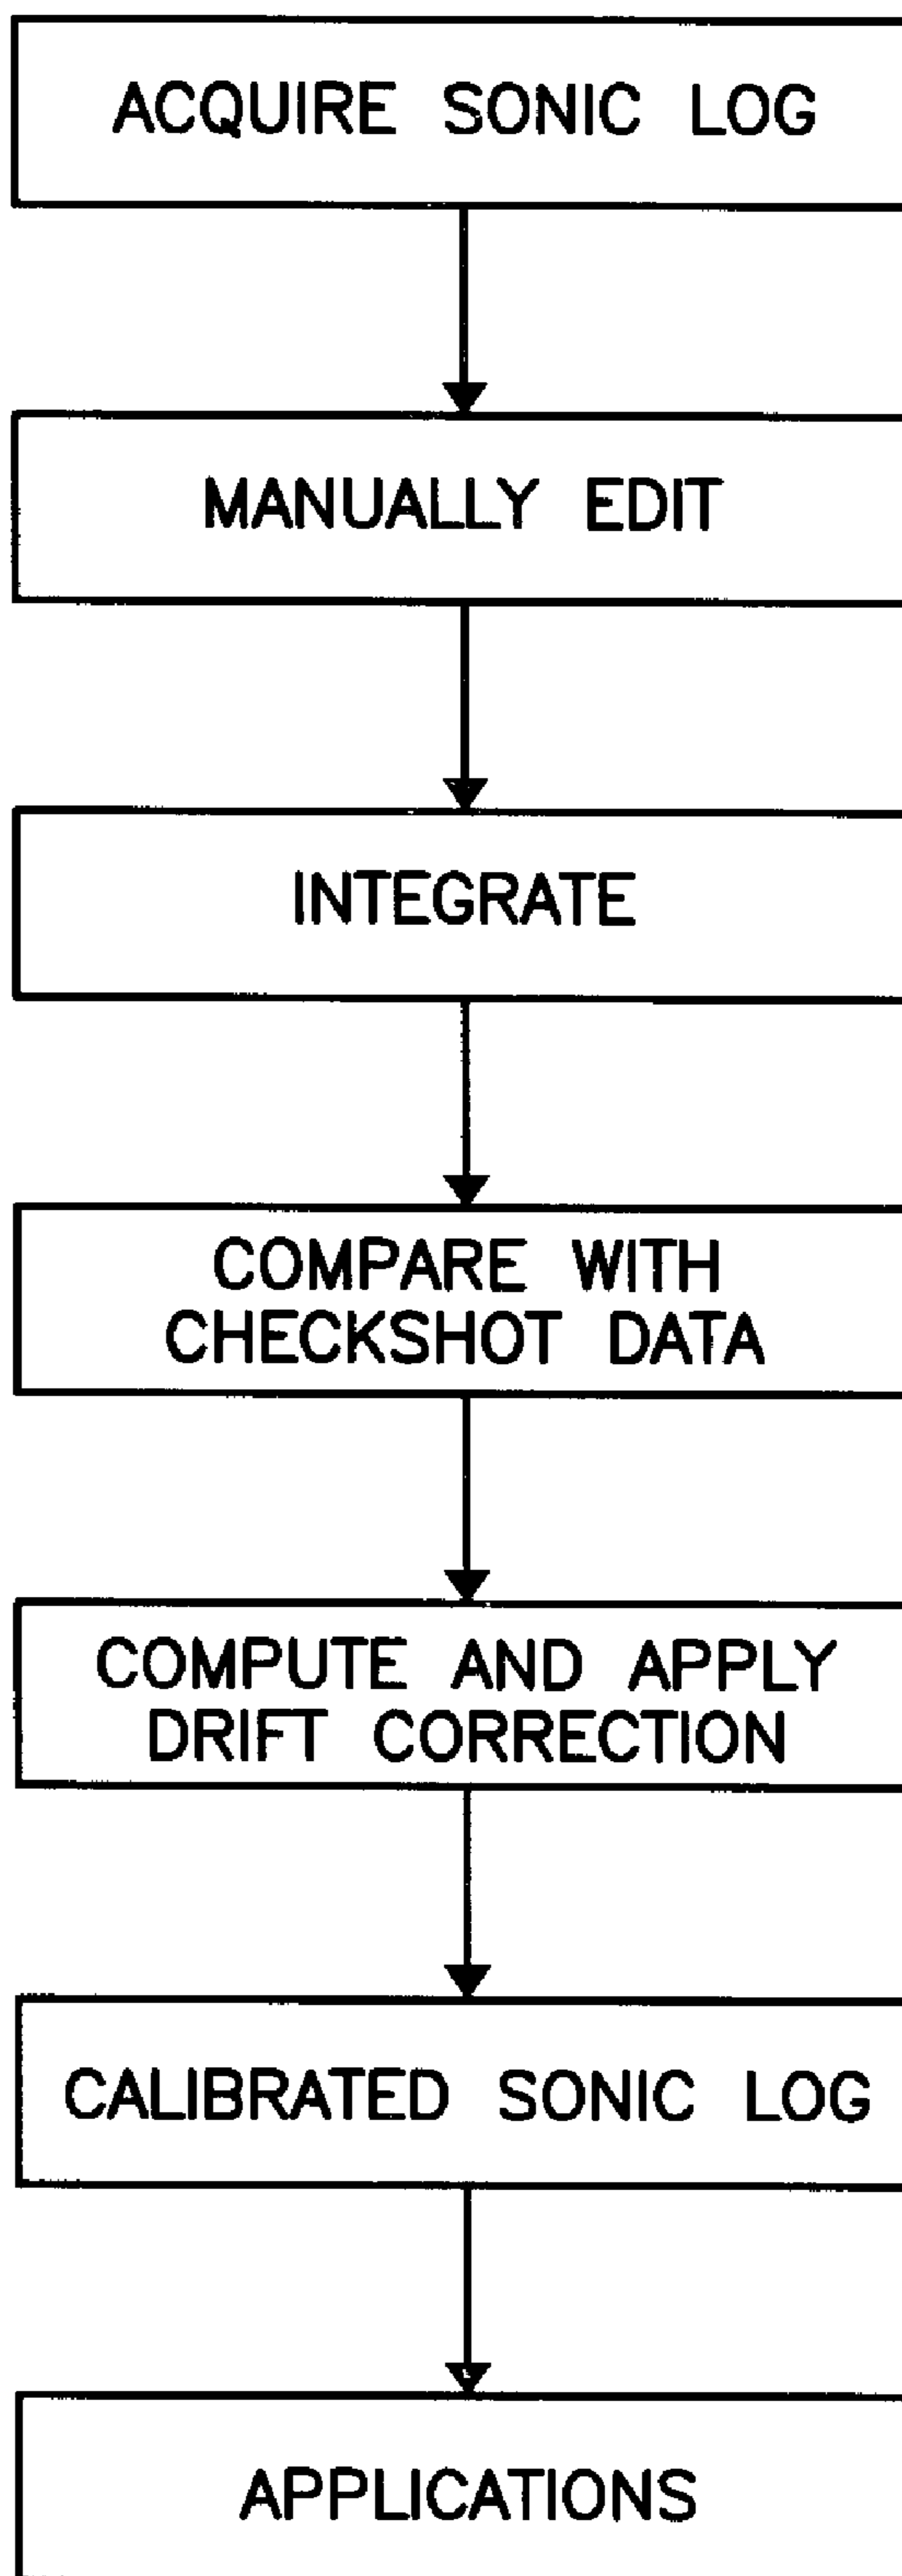 ACQUIRE SONIC LOG
MANUALLY EDIT
INTEGRATE
COMPARE WITH
CHECKSHOT DATA
COMPUTE AND APPLY
DRIFT CORRECTION
CALIBRATED SONIC LOG
APPLICATIONS